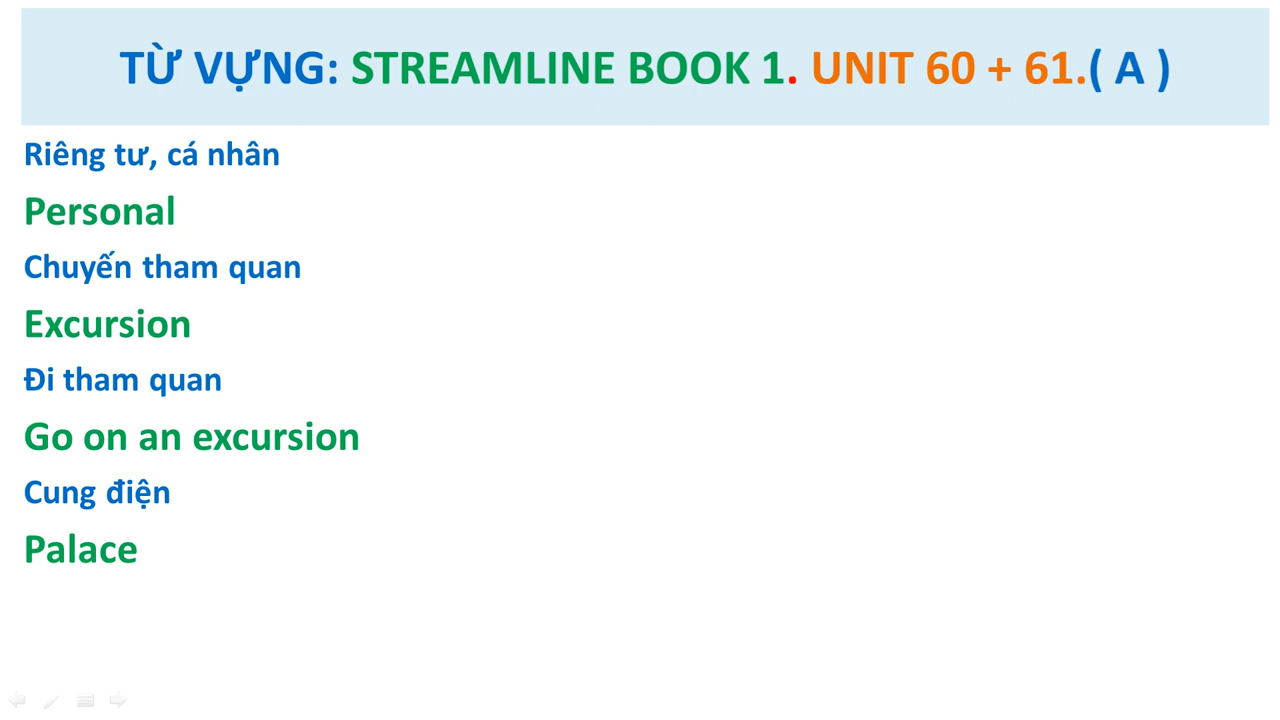 TỪ VỰNG: STREAMLINE BOOK 1. UNIT 60 + 61.( A )
Riêng tư, cá nhân
Personal
Chuyến tham quan
Excursion
Đi tham quan
Go on an excursion
Cung điện
Palace